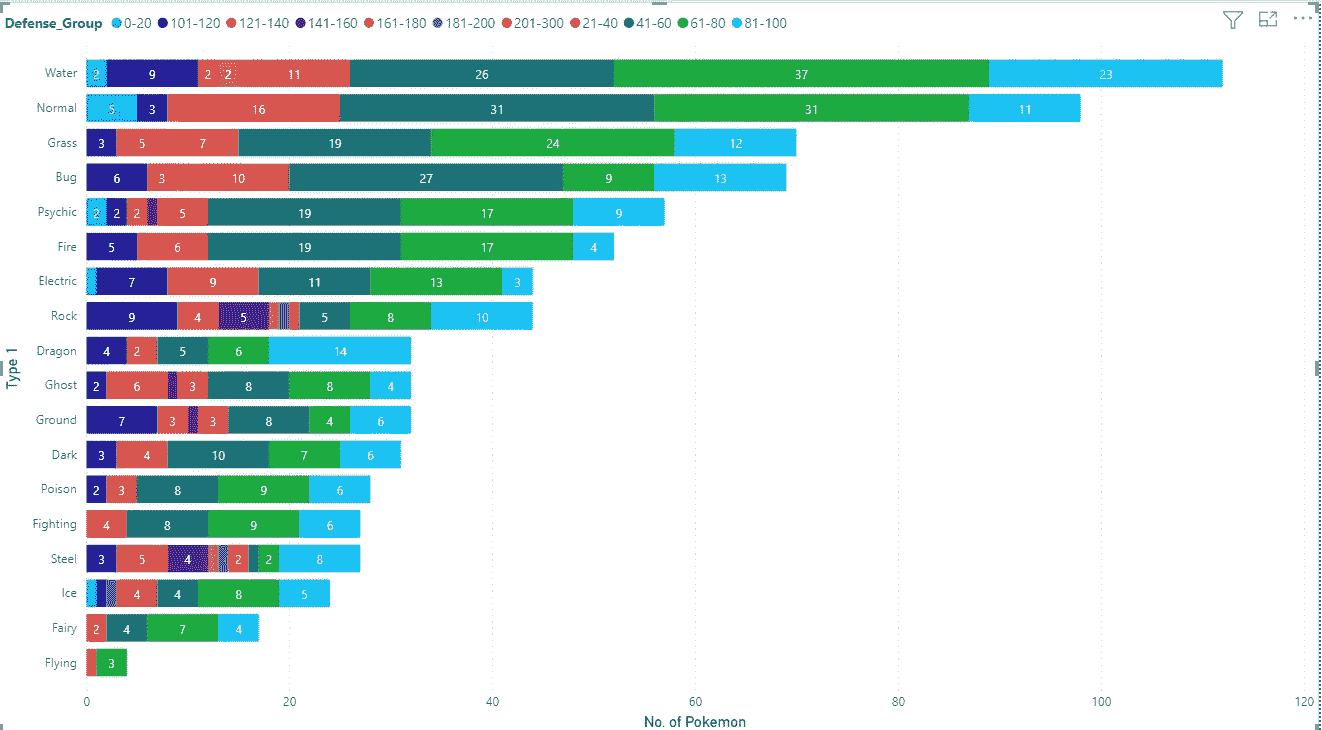 Defense_Group 0-20 101-120 121-140 141-160 161-180 181-200 201-300 21-40 41-60 61-80 81-100
Water 2 9 2 2 11 26 37 23
Normal 5 3 16 31 31 11
Grass 3 5 7 19 24 12
Bug 6 3 10 27 9 13
Psychic 2 2 2 5 19 17 9
Fire 5 6 19 17 4
Electric 7 9 11 13 3
Rock 9 4 5 5 8 10
Dragon 4 2 5 6 14
Ghost 2 6 3 8 8 4
Ground 7 3 3 8 4 6
Dark 3 4 10 7 6
Poison 2 3 8 9 6
Fighting 4 8 9 6
Steel 3 5 4 2 2 8
Ice 4 4 8 5
Fairy 2 4 7 4
Flying 3
Type 1
0 20 40 60 80 100 120
No. of Pokemon